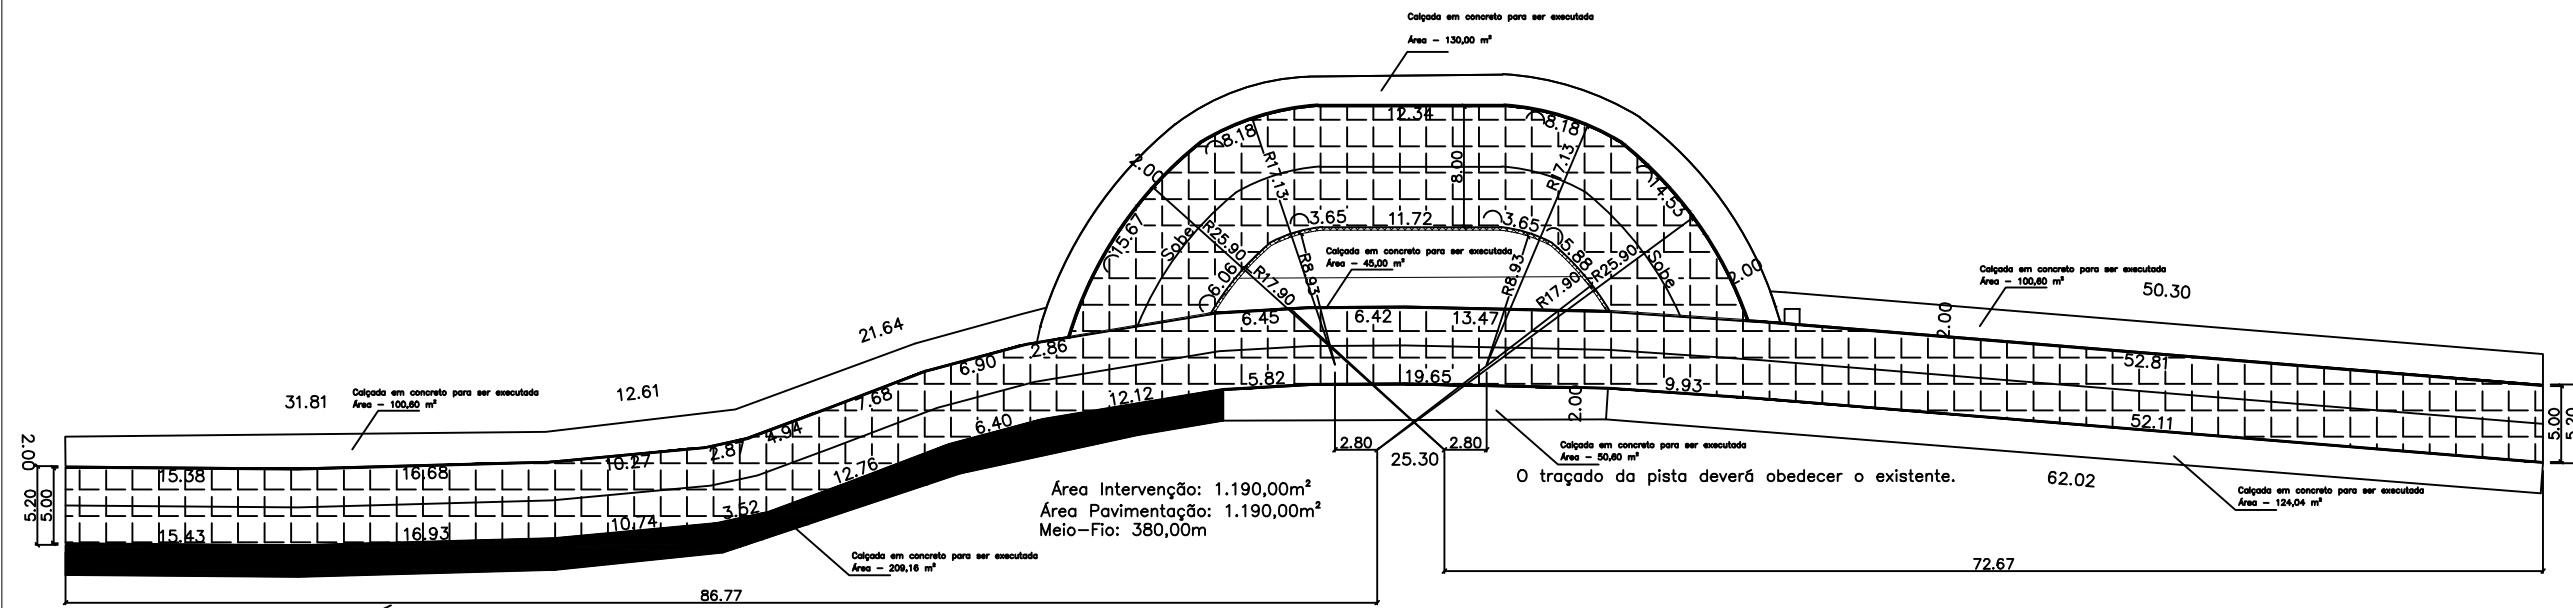 Calçada em concreto para ser executada
Área - 130,00 m²
12.34
8.18
8.18
2.00
R17.13
8.00
R17.13
14.53
15.67
Sobe
R25.90
3.65
11.72
3.65
5.88
Sobe
R25.90
2.00
Calçada em concreto para ser executada
Área - 45,00 m²
6.06
R17.90
R8.93
R8.93
R17.90
Calçada em concreto para ser executada
Área - 100,60 m²
50.30
2.00
21.64
2.86
6.90
6.45
6.42
13.47
52.81
Calçada em concreto para ser executada
Área - 100,60 m²
31.81
12.61
7.68
12.12
5.82
19.65
9.93
2.00
52.11
5.00
5.20
2.00
15.38
16.68
10.27
2.87
4.94
6.40
12.76
2.80
2.80
25.30
Calçada em concreto para ser executada
Área - 50,60 m²
O traçado da pista deverá obedecer o existente.
62.02
Calçada em concreto para ser executada
Área - 124,04 m²
5.20
5.00
15.43
16.93
10.74
3.52
Área Intervenção: 1.190,00m²
Área Pavimentação: 1.190,00m²
Meio-Fio: 380,00m
Calçada em concreto para ser executada
Área - 209,16 m²
72.67
86.77